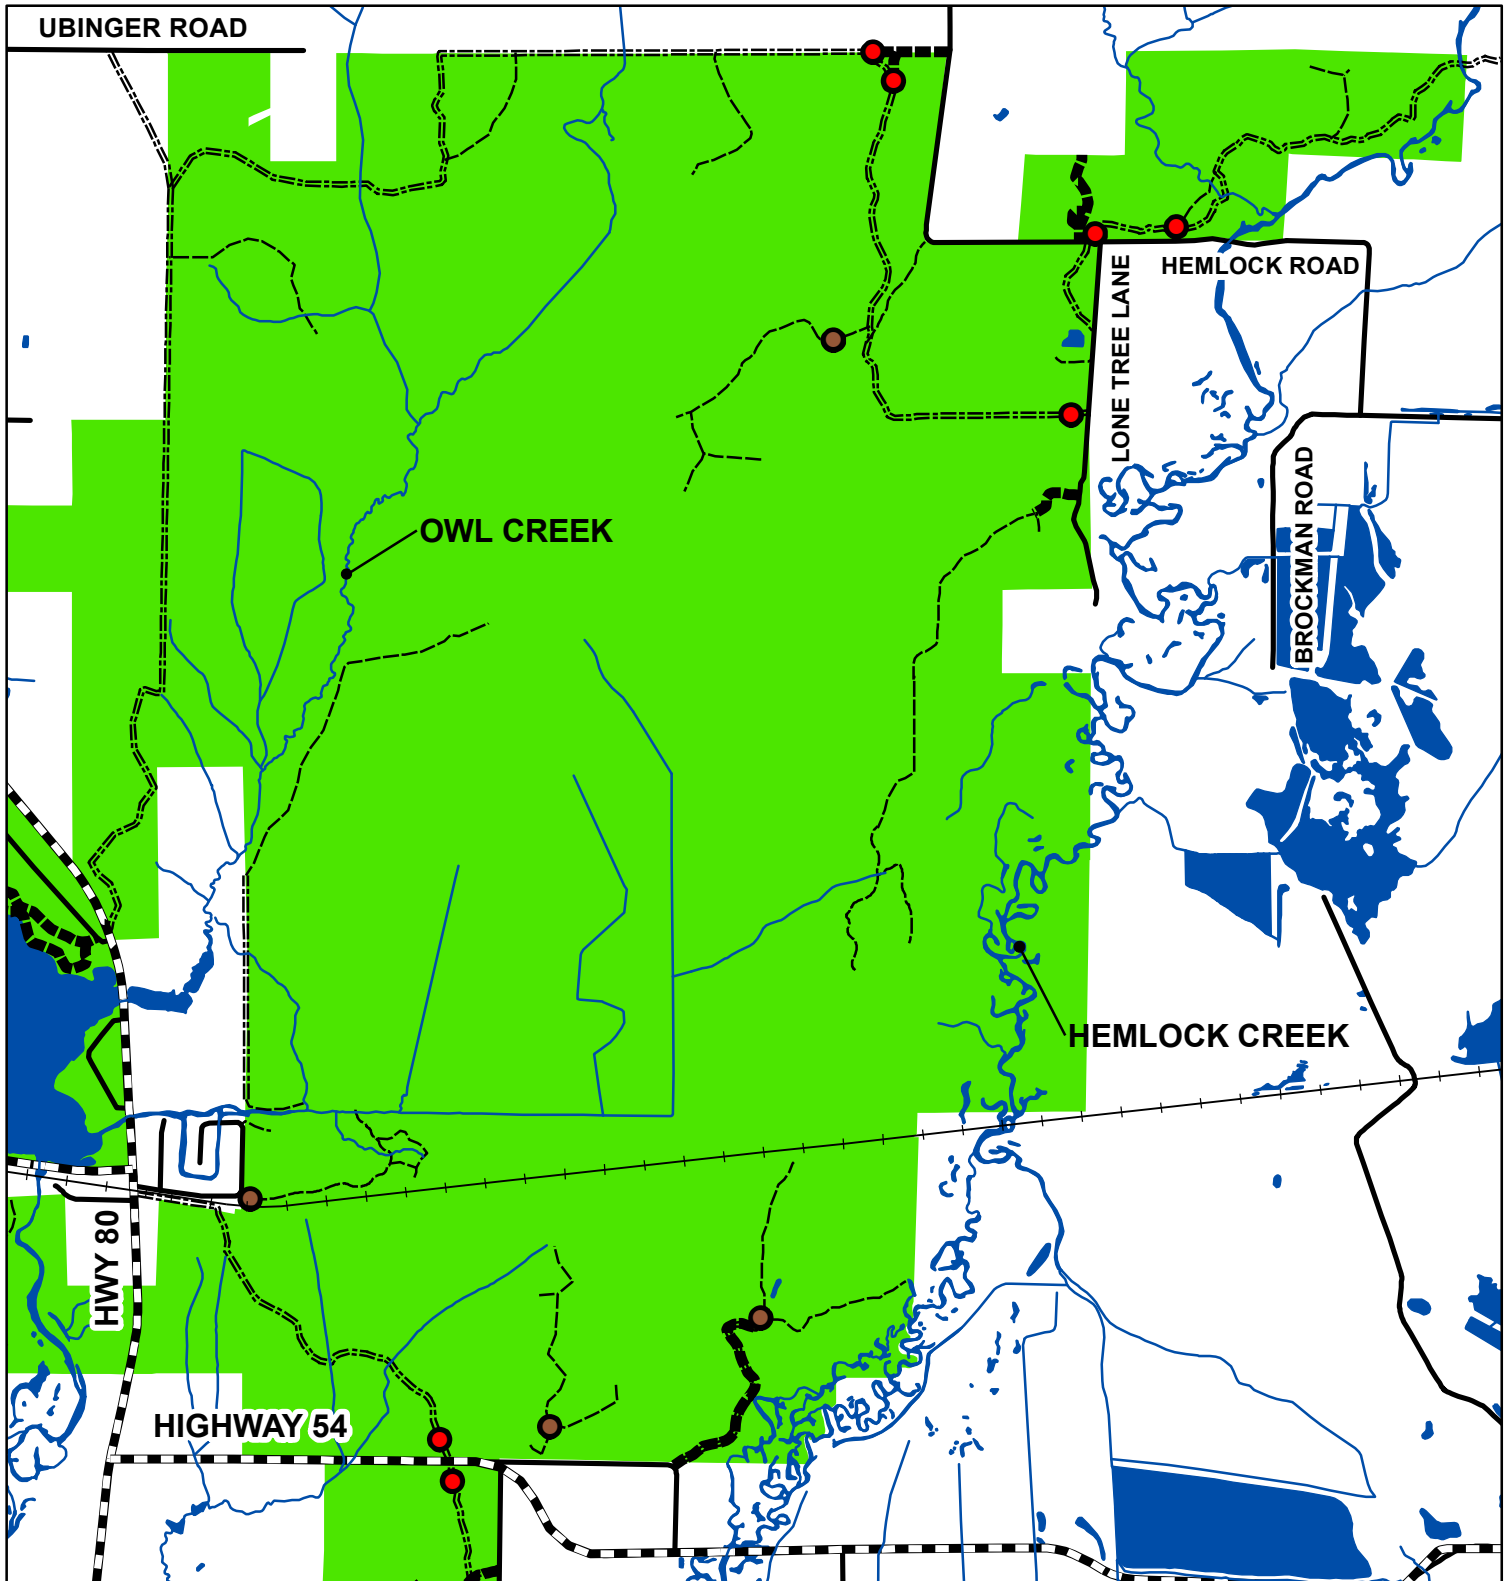 UBINGER ROAD
HEMLOCK ROAD
LONE TREE LANE
BROCKMAN ROAD
OWL CREEK
HEMLOCK CREEK
HWY 80
HIGHWAY 54